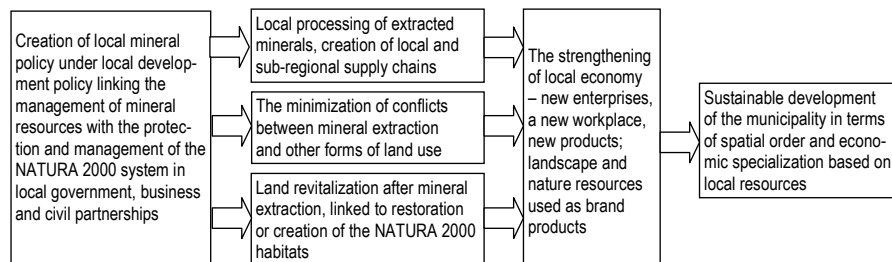 Creation of local mineral
policy under local develop-
ment policy linking the
management of mineral
resources with the protec-
tion and management of the
NATURA 2000 system in
local government, business
and civil partnerships
Local processing of extracted
minerals, creation of local and
sub-regional supply chains
The minimization of conflicts
between mineral extraction
and other forms of land use
Land revitalization after mineral
extraction, linked to restoration
or creation of the NATURA 2000
habitats
The strengthening
of local economy
– new enterprises,
a new workplace,
new products;
landscape and
nature resources
used as brand
products
Sustainable development
of the municipality in terms
of spatial order and econo-
mic specialization based on
local resources